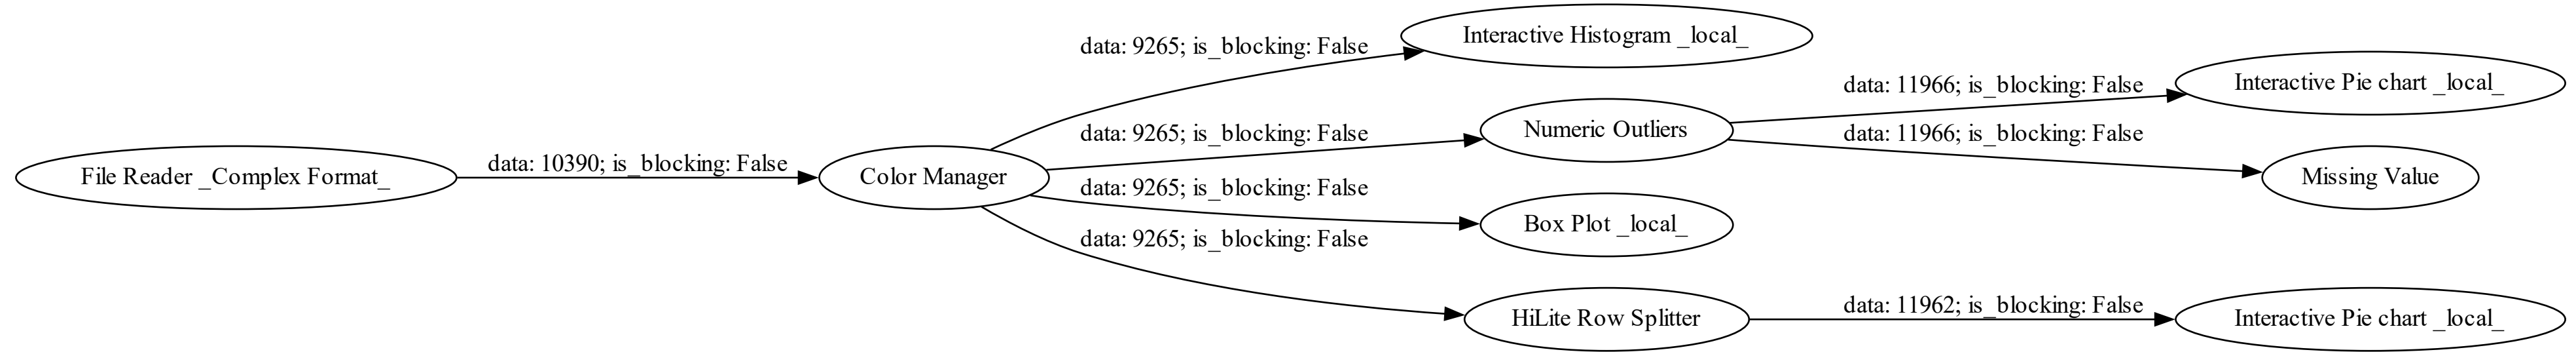 File Reader _Complex Format_
data: 10390; is_blocking: False
Color Manager
data: 9265; is_blocking: False
data: 9265; is_blocking: False
data: 9265; is_blocking: False
data: 9265; is_blocking: False
Interactive Histogram _local_
Numeric Outliers
Box Plot _local_
HiLite Row Splitter
data: 11966; is_blocking: False
data: 11966; is_blocking: False
data: 11962; is_blocking: False
Interactive Pie chart _local_
Missing Value
Interactive Pie chart _local_